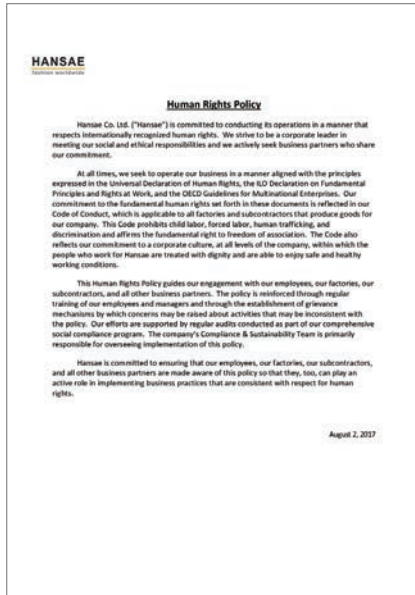 HANSAE
fashion worldwide
Human Rights Policy
Hansae Co. Ltd. ("Hansae") is committed to conducting its operations in a manner that
respects internationally recognized human rights. We strive to be a corporate leader in
meeting our social and ethical responsibilities and we actively seek business partners who share
our commitment.
At all times, we seek to operate our business in a manner aligned with the principles
expressed in the Universal Declaration of Human Rights, the ILO Declaration on Fundamental
Principles and Rights at Work, and the OECD Guidelines for Multinational Enterprises. Our
commitment to the fundamental human rights set forth in these documents is reflected in our
Code of Conduct, which is applicable to all factories and subcontractors that produce goods for
our company. This Code prohibits child labor, forced labor, human trafficking, and
discrimination and affirms the fundamental right to freedom of association. The Code also
reflects our commitment to a corporate culture, at all levels of the company, within which the
people who work for Hansae are treated with dignity and are able to enjoy safe and healthy
working conditions.
This Human Rights Policy guides our engagement with our employees, our factories, our
subcontractors, and all other business partners. The policy is reinforced through regular
training of our employees and managers and through the establishment of grievance
mechanisms by which concerns may be raised about activities that may be inconsistent with
the policy. Our efforts are supported by regular audits conducted as part of our comprehensive
social compliance program. The company's Compliance & Sustainability Team is primarily
responsible for overseeing implementation of this policy.
Hansae is committed to ensuring that our employees, our factories, our subcontractors,
and all other business partners are made aware of this policy so that they, too, can play an
active role in implementing business practices that are consistent with respect for human
rights.
August 2, 2017